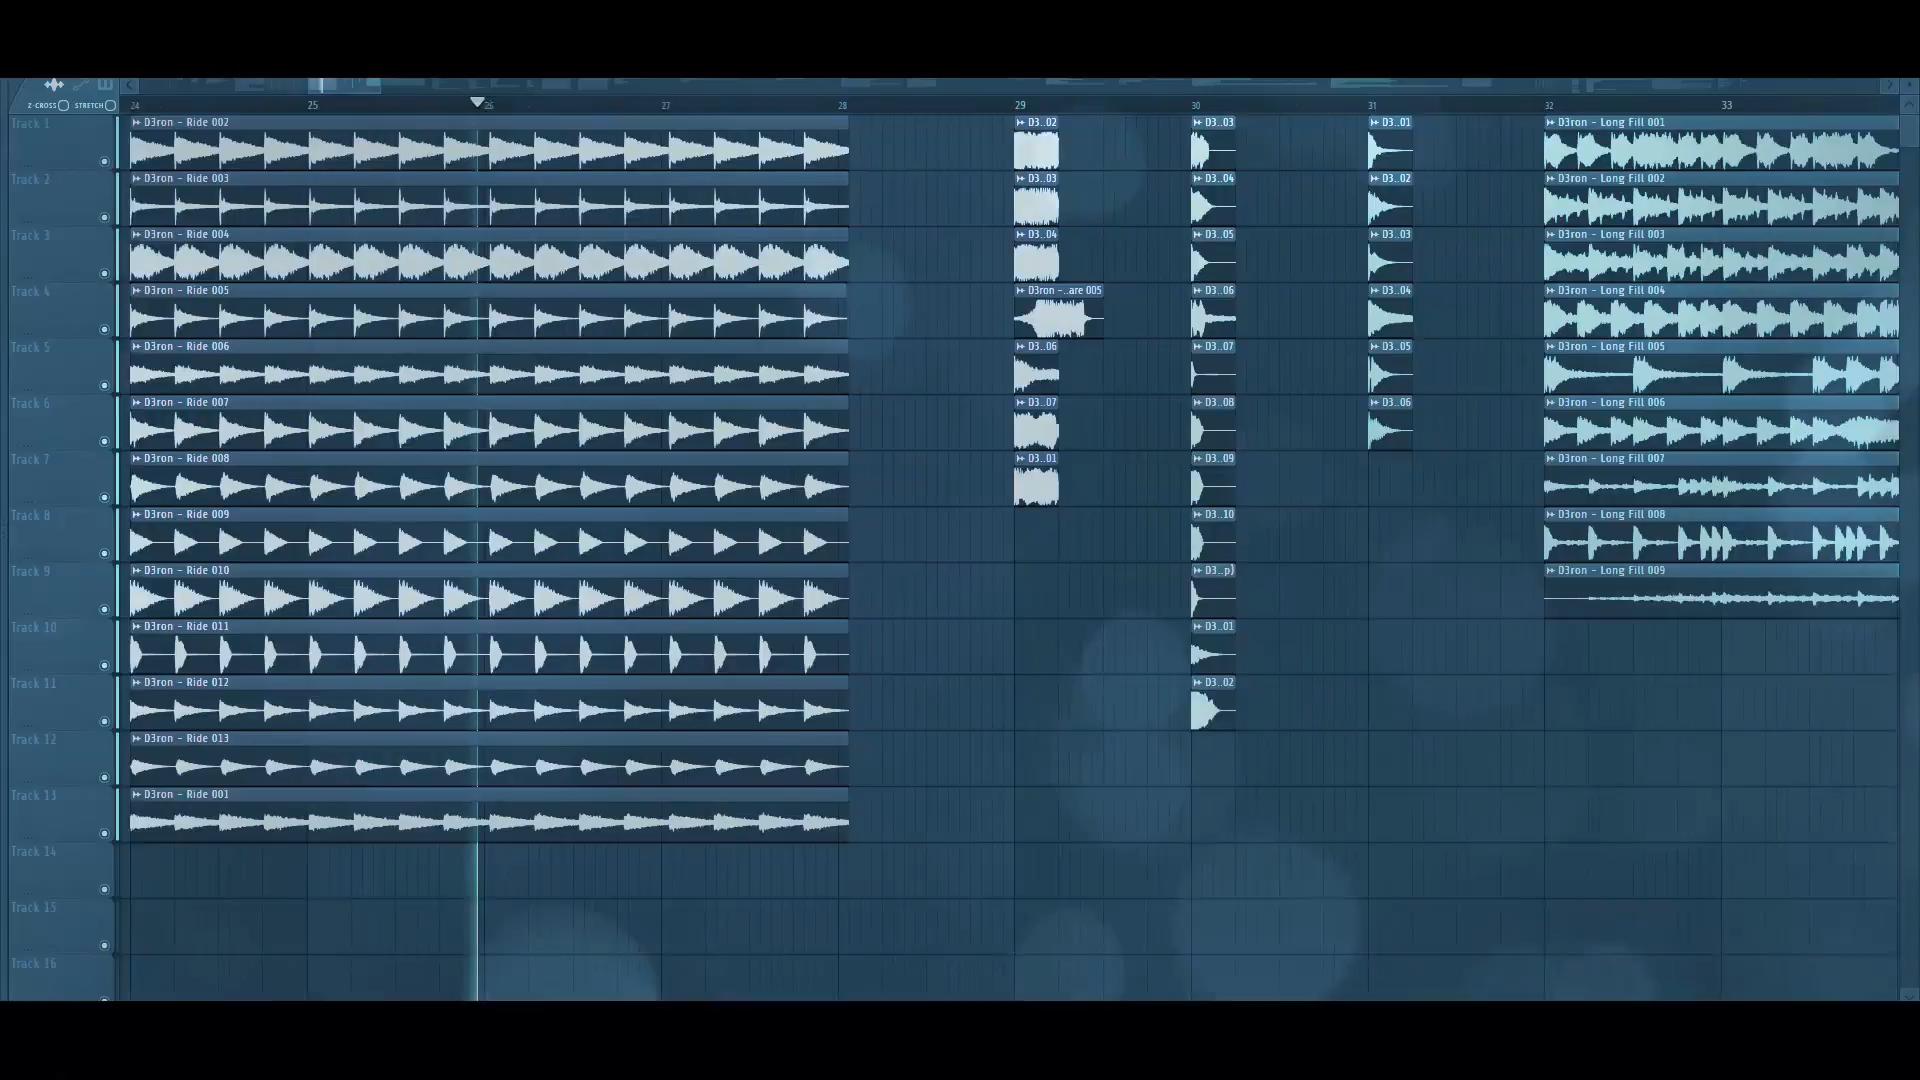 Z-CROSS STRETCH 24 25 26 27 28 29 30 31 32 33
Track 1 D3ron - Ride 002 D3..02 D3..03 D3..01 D3ron - Long Fill 001
Track 2 D3ron - Ride 003 D3..03 D3..04 D3..02 D3ron - Long Fill 002
Track 3 D3ron - Ride 004 D3..04 D3..05 D3..03 D3ron - Long Fill 003
Track 4 D3ron - Ride 005 D3ron -..are 005 D3..06 D3..04 D3ron - Long Fill 004
Track 5 D3ron - Ride 006 D3..06 D3..07 D3..05 D3ron - Long Fill 005
Track 6 D3ron - Ride 007 D3..07 D3..08 D3..06 D3ron - Long Fill 006
Track 7 D3ron - Ride 008 D3..01 D3..09 D3ron - Long Fill 007
Track 8 D3ron - Ride 009 D3..10 D3ron - Long Fill 008
Track 9 D3ron - Ride 010 D3..p) D3ron - Long Fill 009
Track 10 D3ron - Ride 011 D3..01
Track 11 D3ron - Ride 012 D3..02
Track 12 D3ron - Ride 013
Track 13 D3ron - Ride 001
Track 14
Track 15
Track 16